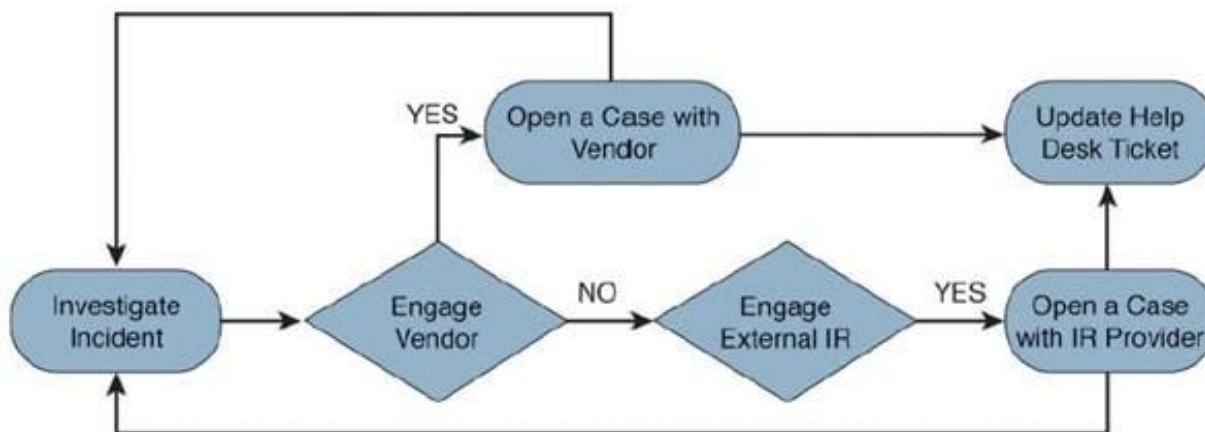 YES
Open a Case with
Vendor
Update Help
Desk Ticket
Investigate
Incident
Engage
Vendor
NO
Engage
External IR
YES
Open a Case
with IR Provider